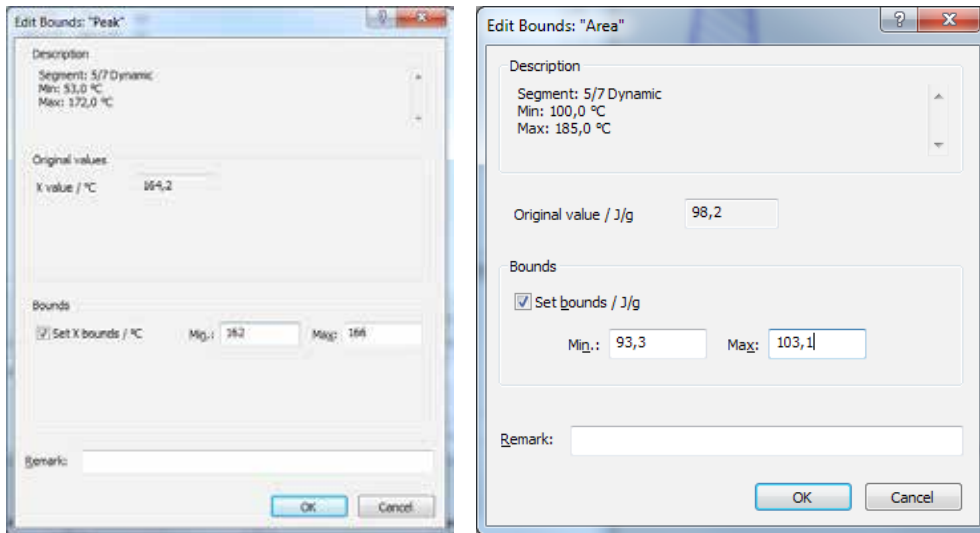 Edit Bounds: "Peak"
Description
Segment: 5/7 Dynamic
Min: 53,0 °C
Max: 172,0 °C
Original values
X value / °C 164,2
Bounds
Set X bounds / °C Min.: 162 Max: 166
Remark:
OK Cancel
Edit Bounds: "Area"
Description
Segment: 5/7 Dynamic
Min: 100,0 °C
Max: 185,0 °C
Original value / J/g 98,2
Bounds
Set bounds / J/g
Min.: 93,3 Max: 103,1
Remark:
OK Cancel